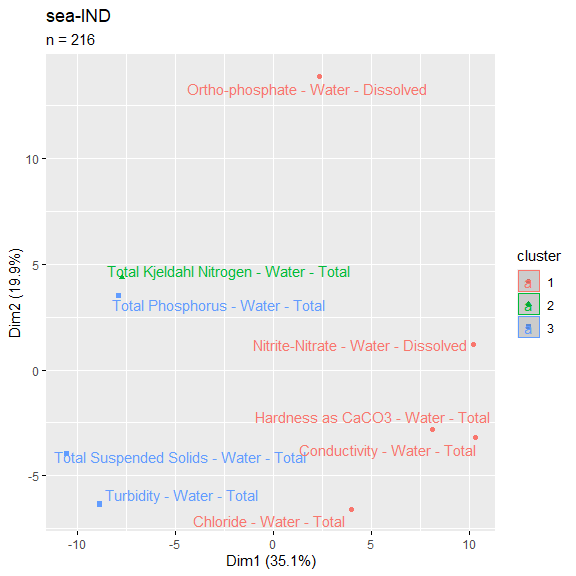 sea-IND
n = 216
Ortho-phosphate - Water - Dissolved
10
Total Kjeldahl Nitrogen - Water - Total
5
Total Phosphorus - Water - Total
Nitrite-Nitrate - Water - Dissolved
0
Hardness as CaCO3 - Water - Total
Conductivity - Water - Total
Total Suspended Solids - Water - Total
-5
Turbidity - Water - Total
Chloride - Water - Total
-10 -5 0 5 10
Dim1 (35.1%)
Dim2 (19.9%)
cluster
1
2
3